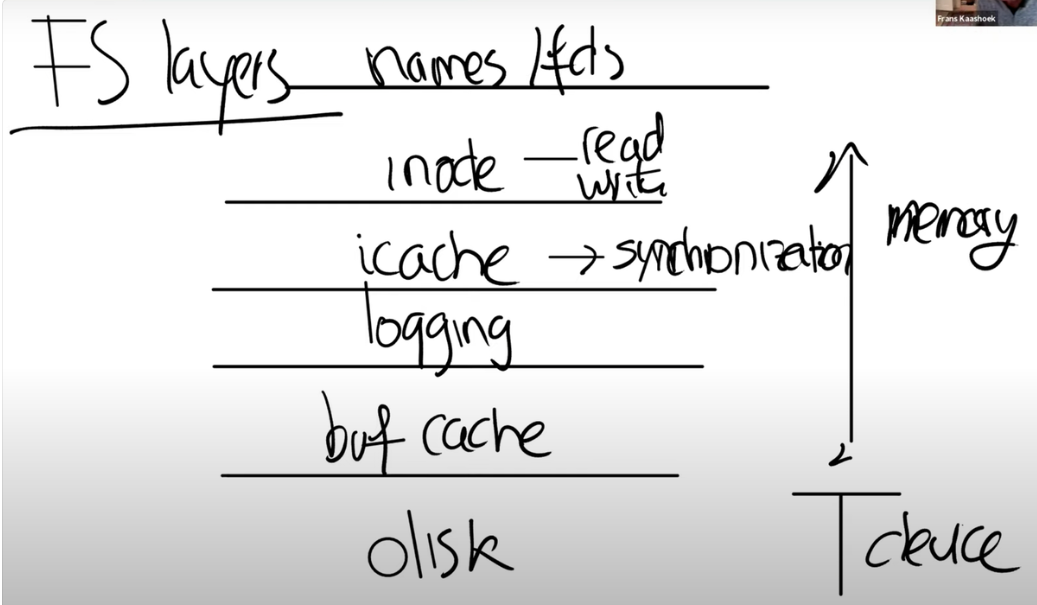 Frans Kaashoek
FS layers names / fds
inode — read
write
icache → synchronization
memory
logging
buf cache
disk
device